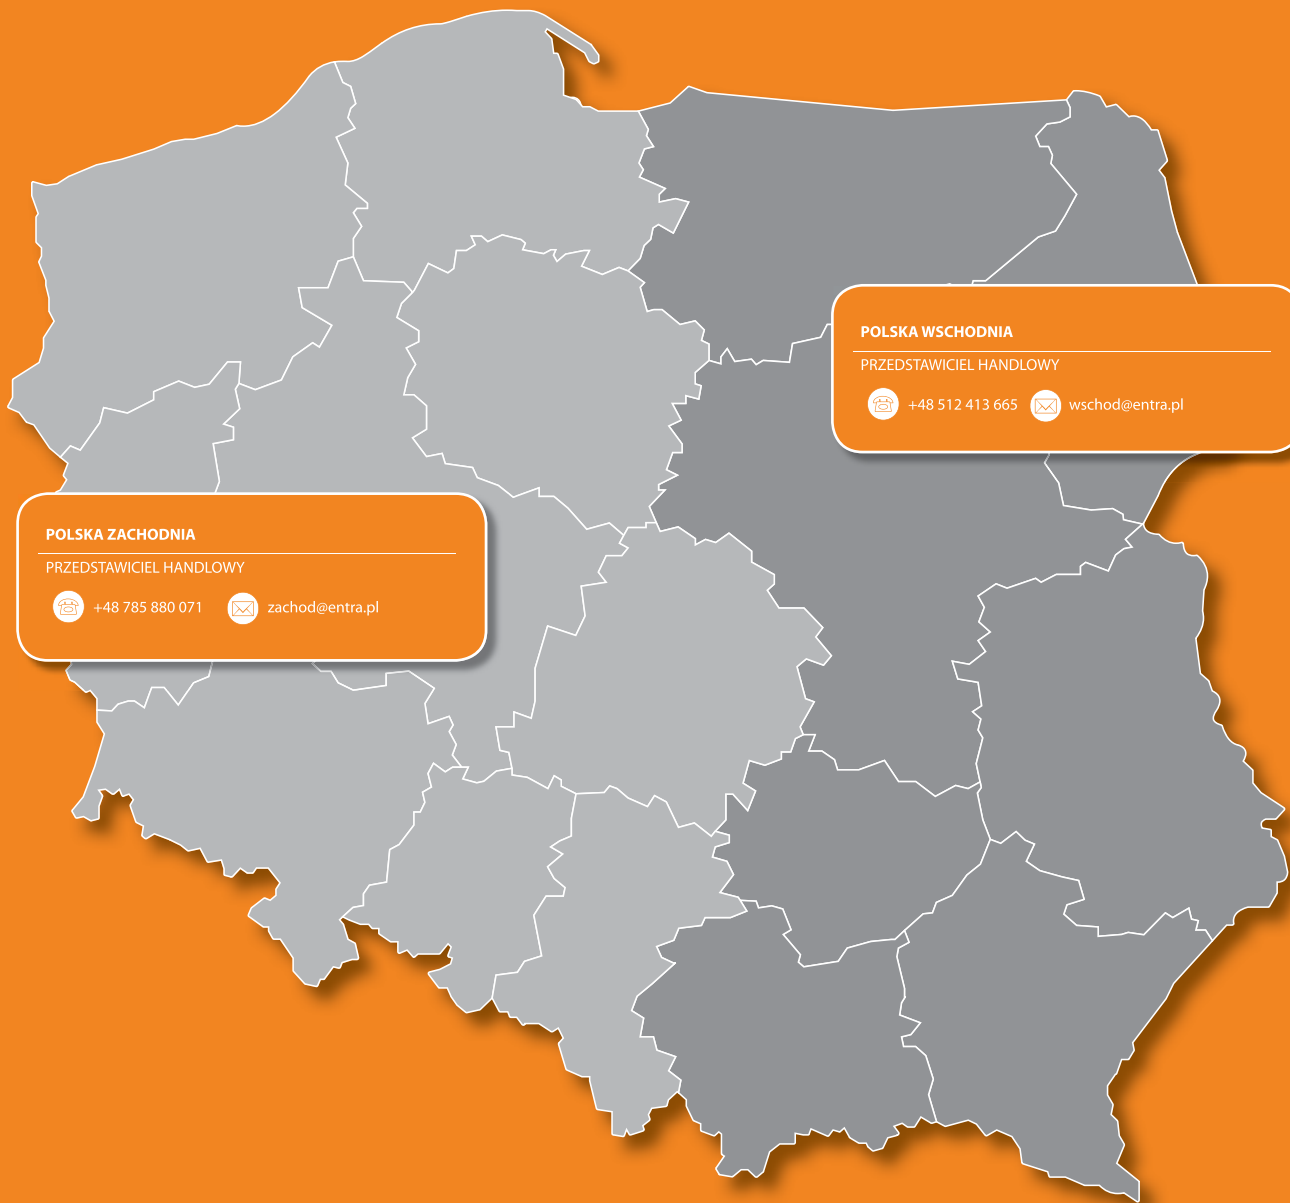 POLSKA WSCHODNIA
PRZEDSTAWICIEL HANDLOWY
+48 512 413 665 wschod@entra.pl
POLSKA ZACHODNIA
PRZEDSTAWICIEL HANDLOWY
+48 785 880 071 zachod@entra.pl